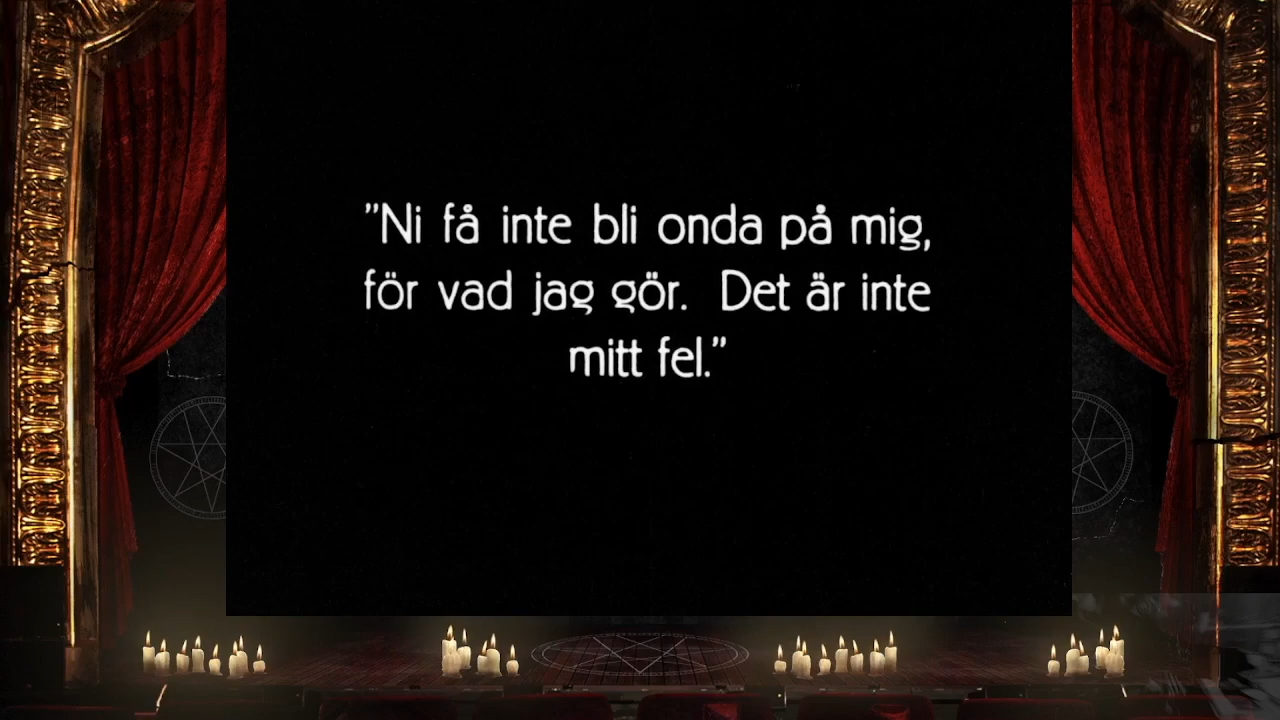 ”Ni få inte bli onda på mig,
för vad jag gör. Det är inte
mitt fel.”